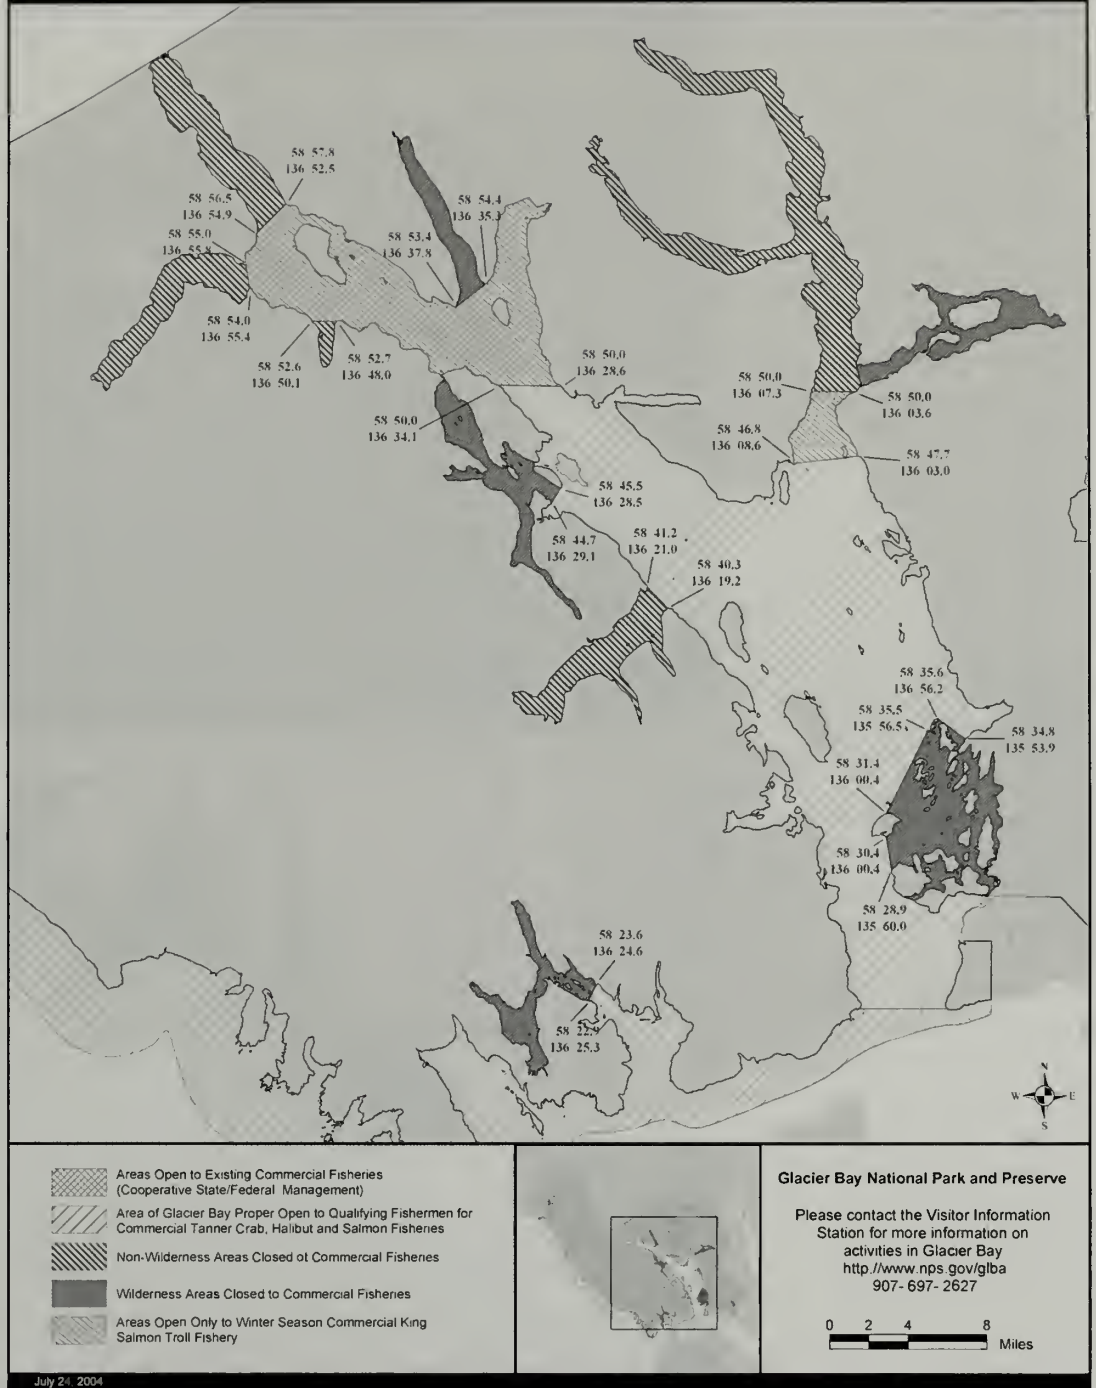 58 57.8
136 52.5
58 56.5
136 54.9
58 55.0
136 55.8
58 54.4
136 35.3
58 53.4
136 37.8
58 54.0
136 55.4
58 52.6
136 50.1
58 52.7
136 48.0
58 50.0
136 28.6
58 50.0
136 07.3
58 50.0
136 03.6
58 50.0
136 34.1
58 46.8
136 08.6
58 47.7
136 03.0
58 45.5
136 28.5
58 44.7
136 29.1
58 41.2
136 21.0
58 40.3
136 19.2
58 35.6
136 56.2
58 35.5
135 56.5
58 34.8
135 53.9
58 31.4
136 00.4
58 30.4
136 00.4
58 28.9
135 60.0
58 23.6
136 24.6
58 22.9
136 25.3
N
W E
S
Areas Open to Existing Commercial Fisheries
(Cooperative State/Federal Management)
Area of Glacier Bay Proper Open to Qualifying Fishermen for
Commercial Tanner Crab, Halibut and Salmon Fisheries
Non-Wilderness Areas Closed ot Commercial Fisheries
Wilderness Areas Closed to Commercial Fisheries
Areas Open Only to Winter Season Commercial King
Salmon Troll Fishery
Glacier Bay National Park and Preserve
Please contact the Visitor Information
Station for more information on
activities in Glacier Bay
http.//www.nps.gov/glba
907- 697- 2627
0 2 4 8
Miles
July 24, 2004